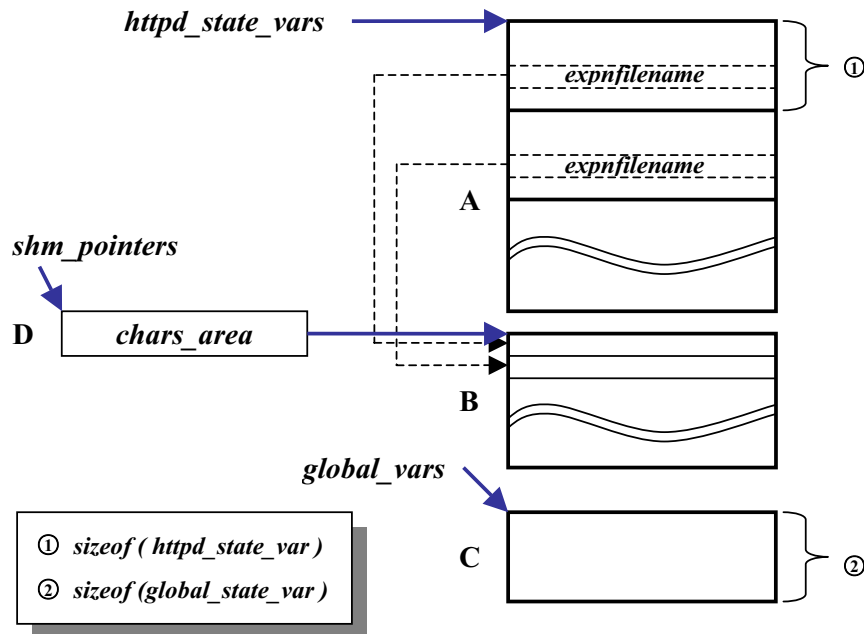 httpd_state_vars
①
expnfilename
expnfilename
A
shm_pointers
D
chars_area
B
global_vars
C
②
① sizeof ( httpd_state_var )
② sizeof (global_state_var )